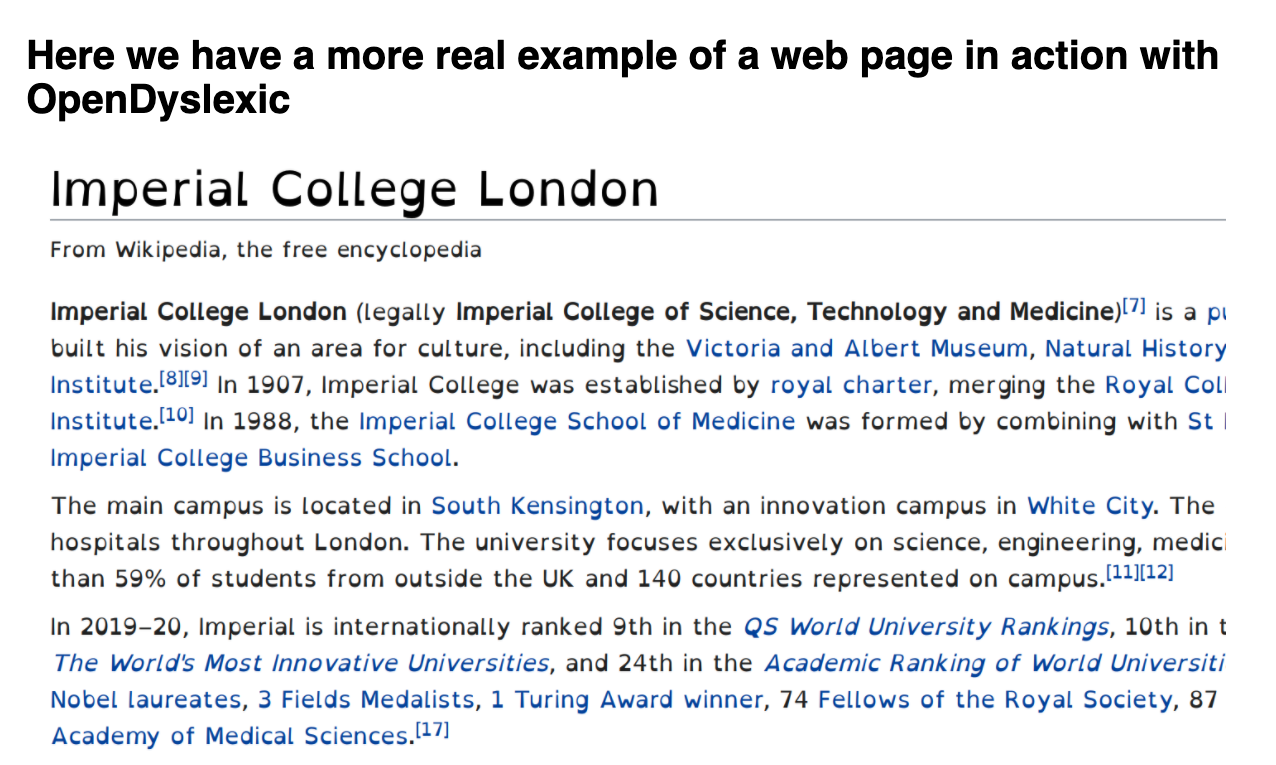 Here we have a more real example of a web page in action with
OpenDyslexic
Imperial College London
From Wikipedia, the free encyclopedia
Imperial College London (legally Imperial College of Science, Technology and Medicine)[7] is a
built his vision of an area for culture, including the Victoria and Albert Museum, Natural History
Institute.[8][9] In 1907, Imperial College was established by royal charter, merging the Royal
Institute.[10] In 1988, the Imperial College School of Medicine was formed by combining with St
Imperial College Business School.
The main campus is located in South Kensington, with an innovation campus in White City. The
hospitals throughout London. The university focuses exclusively on science, engineering,
than 59% of students from outside the UK and 140 countries represented on campus.[11][12]
In 2019–20, Imperial is internationally ranked 9th in the QS World University Rankings, 10th in
The World's Most Innovative Universities, and 24th in the Academic Ranking of World
Nobel laureates, 3 Fields Medalists, 1 Turing Award winner, 74 Fellows of the Royal Society, 87
Academy of Medical Sciences.[17]